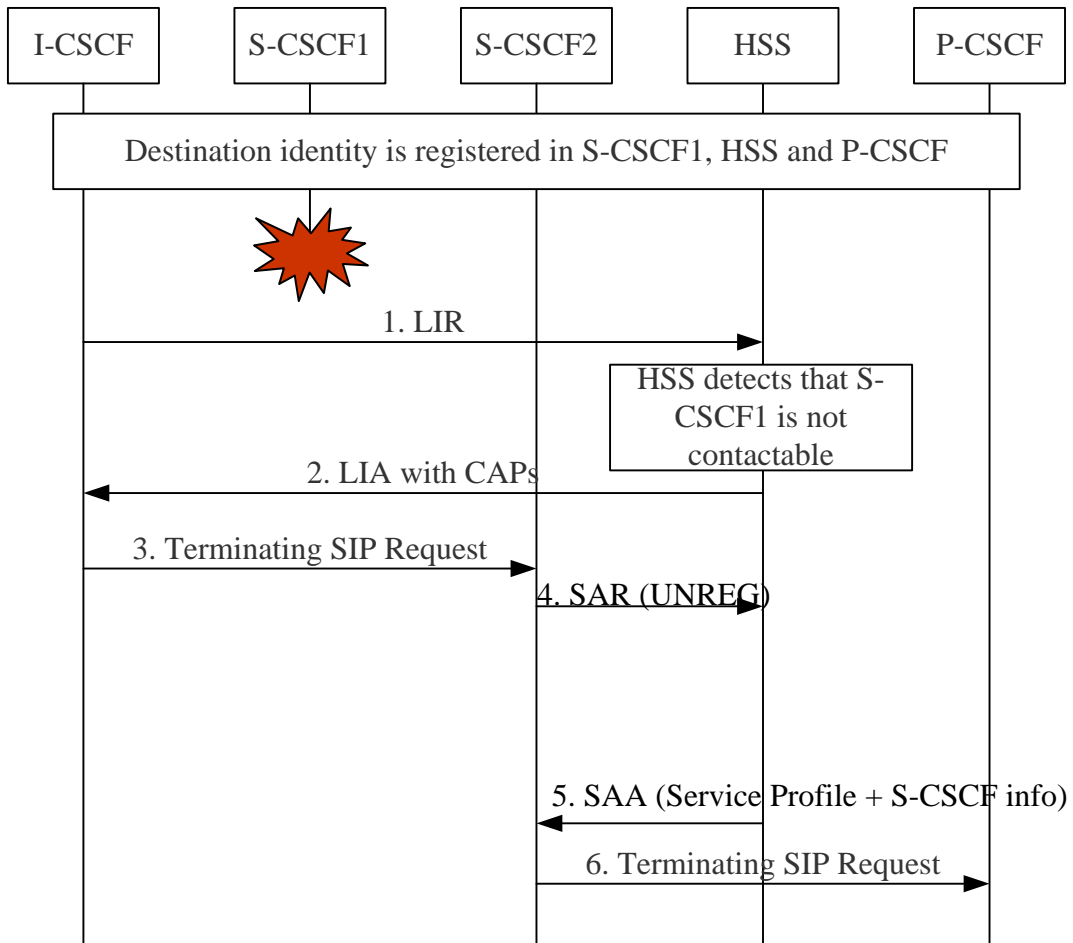 I-CSCF
S-CSCF1
S-CSCF2
HSS
P-CSCF
Destination identity is registered in S-CSCF1, HSS and P-CSCF
1. LIR
HSS detects that S-
CSCF1 is not
contactable
2. LIA with CAPs
3. Terminating SIP Request
4. SAR (UNREG)
5. SAA (Service Profile + S-CSCF info)
6. Terminating SIP Request